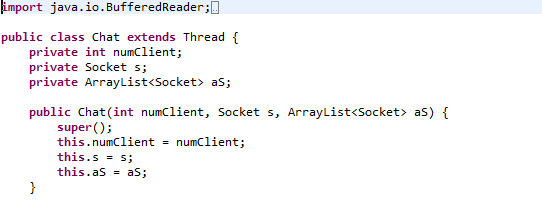 import java.io.BufferedReader;
public class Chat extends Thread {
    private int numClient;
    private Socket s;
    private ArrayList<Socket> aS;
    public Chat(int numClient, Socket s, ArrayList<Socket> aS) {
        super();
        this.numClient = numClient;
        this.s = s;
        this.aS = aS;
    }